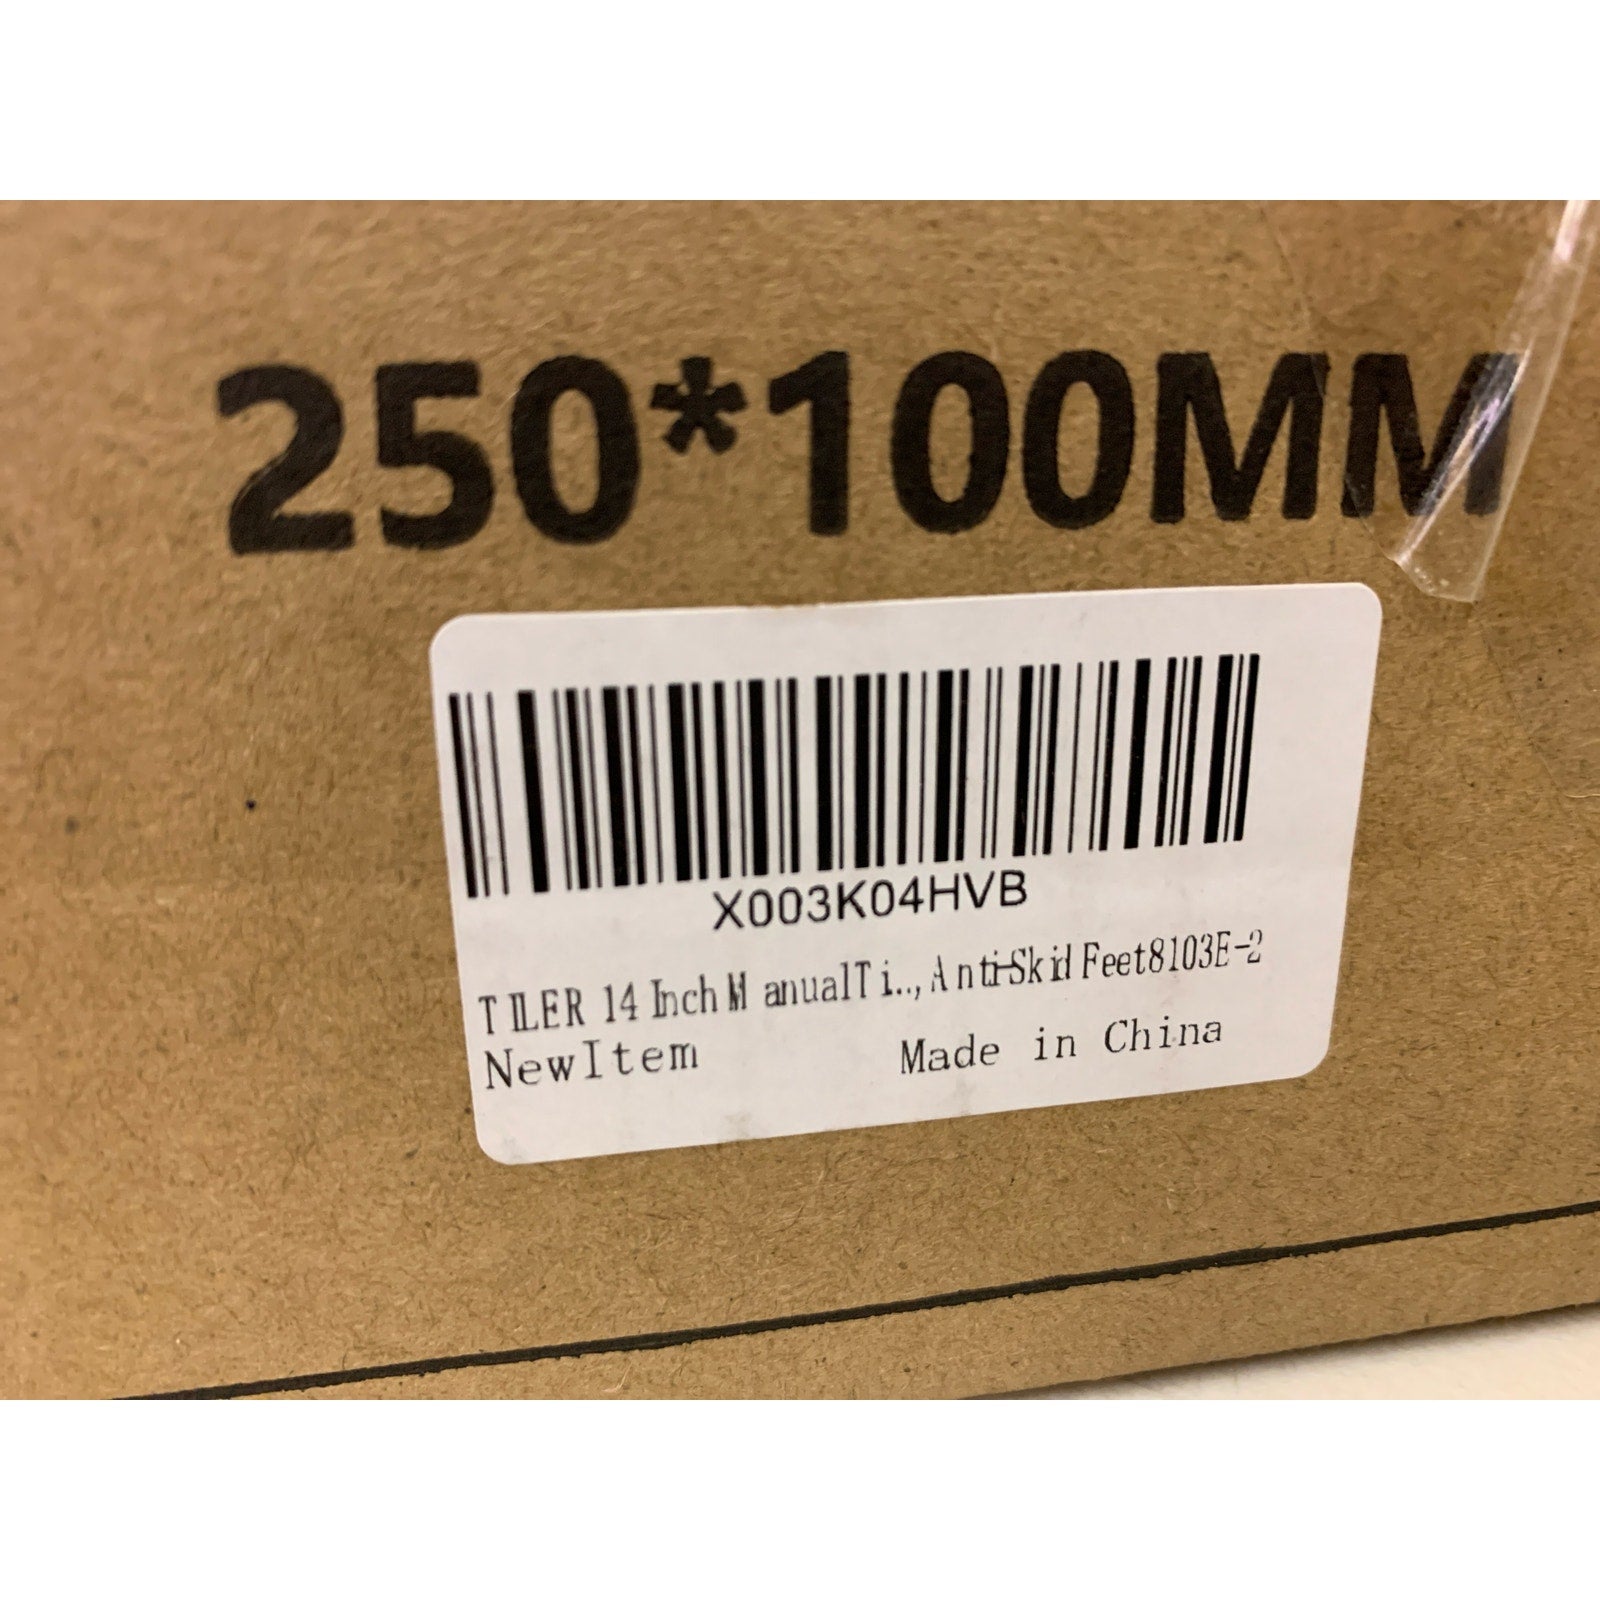 250*100MM
X003K04HVB
TILER 14 Inch ManualTi..., Anti-Skid Feet8103E-2
NewItem Made in China